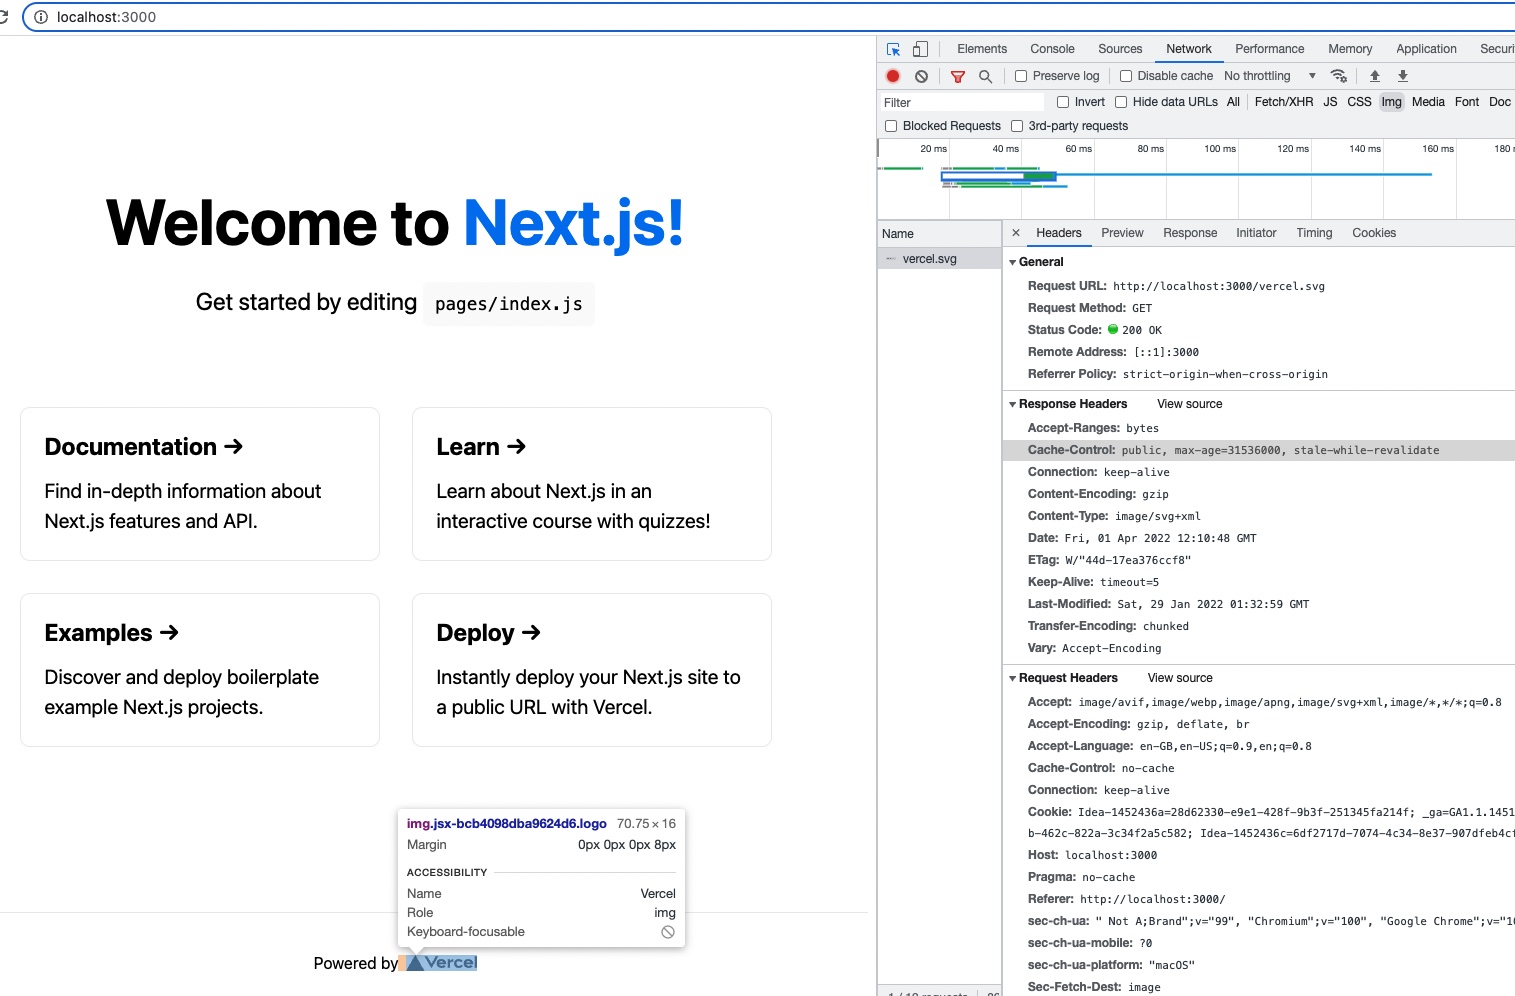 localhost:3000
Elements Console Sources Network Performance Memory Application Securi
Preserve log Disable cache No throttling
Filter Invert Hide data URLs All Fetch/XHR JS CSS Img Media Font Doc
Blocked Requests 3rd-party requests
20 ms 40 ms 60 ms 80 ms 100 ms 120 ms 140 ms 160 ms 180
Welcome to Next.js!
Get started by editing pages/index.js
Documentation →
Find in-depth information about
Next.js features and API.
Learn →
Learn about Next.js in an
interactive course with quizzes!
Examples →
Discover and deploy boilerplate
example Next.js projects.
Deploy →
Instantly deploy your Next.js site to
a public URL with Vercel.
img.jsx-bcb4098dba9624d6.logo 70.75 × 16
Margin 0px 0px 0px 8px
ACCESSIBILITY
Name Vercel
Role img
Keyboard-focusable
Powered by Vercel
Name
vercel.svg
× Headers Preview Response Initiator Timing Cookies
General
Request URL: http://localhost:3000/vercel.svg
Request Method: GET
Status Code: 200 OK
Remote Address: [::1]:3000
Referrer Policy: strict-origin-when-cross-origin
Response Headers View source
Accept-Ranges: bytes
Cache-Control: public, max-age=31536000, stale-while-revalidate
Connection: keep-alive
Content-Encoding: gzip
Content-Type: image/svg+xml
Date: Fri, 01 Apr 2022 12:10:48 GMT
ETag: W/"44d-17ea376ccf8"
Keep-Alive: timeout=5
Last-Modified: Sat, 29 Jan 2022 01:32:59 GMT
Transfer-Encoding: chunked
Vary: Accept-Encoding
Request Headers View source
Accept: image/avif,image/webp,image/apng,image/svg+xml,image/*,*/*;q=0.8
Accept-Encoding: gzip, deflate, br
Accept-Language: en-GB,en-US;q=0.9,en;q=0.8
Cache-Control: no-cache
Connection: keep-alive
Cookie: Idea-1452436a=28d62330-e9e1-428f-9b3f-251345fa214f; _ga=GA1.1.1451
b-462c-822a-3c34f2a5c582; Idea-1452436c=6df2717d-7074-4c34-8e37-907dfeb4cf
Host: localhost:3000
Pragma: no-cache
Referer: http://localhost:3000/
sec-ch-ua: " Not A;Brand";v="99", "Chromium";v="100", "Google Chrome";v="10
sec-ch-ua-mobile: ?0
sec-ch-ua-platform: "macOS"
Sec-Fetch-Dest: image